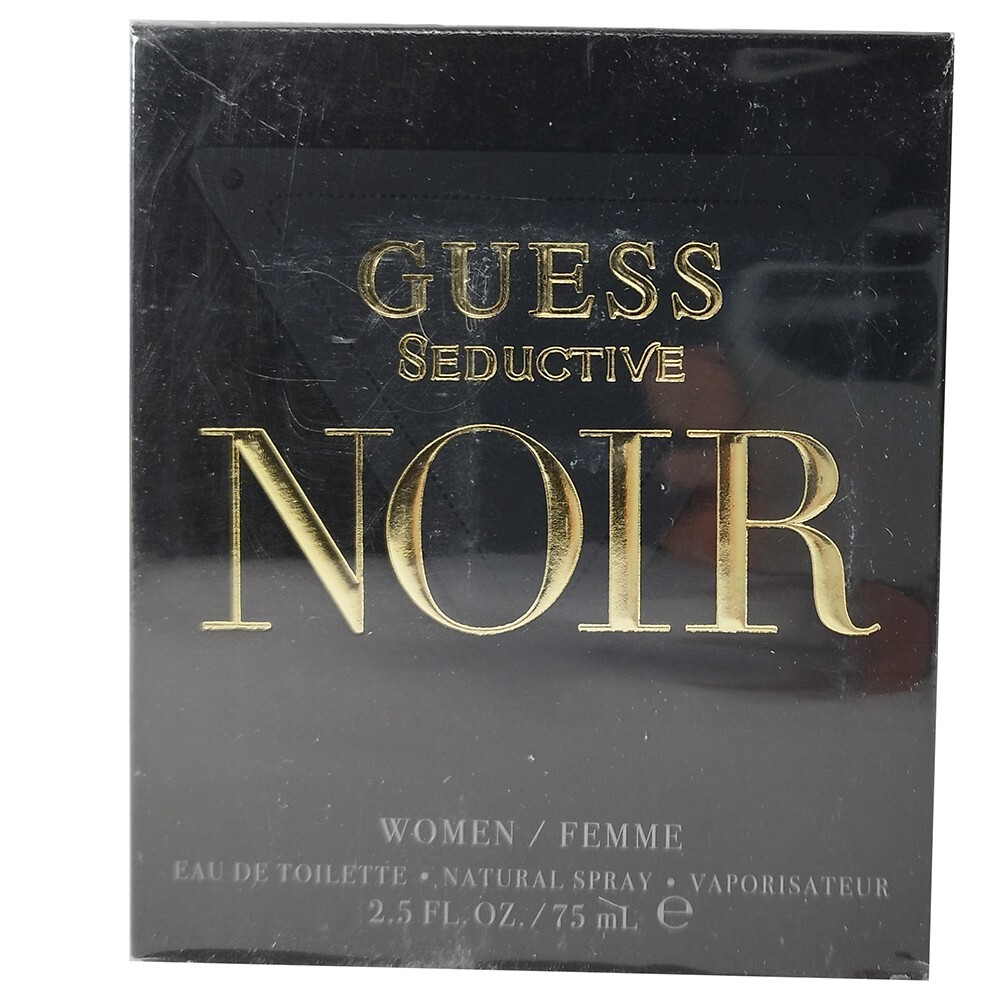 GUESS
SEDUCTIVE
NOIR
WOMEN / FEMME
EAU DE TOILETTE • NATURAL SPRAY • VAPORISATEUR
2.5 FL. OZ. / 75 mL ℮